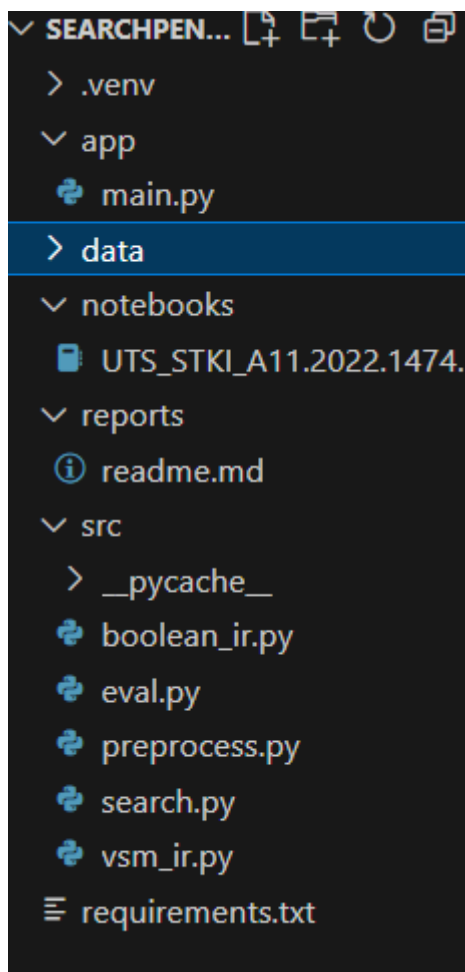 SEARCHPEN...
.venv
app
main.py
data
notebooks
UTS_STKI_A11.2022.1474.
reports
readme.md
src
__pycache__
boolean_ir.py
eval.py
preprocess.py
search.py
vsm_ir.py
requirements.txt